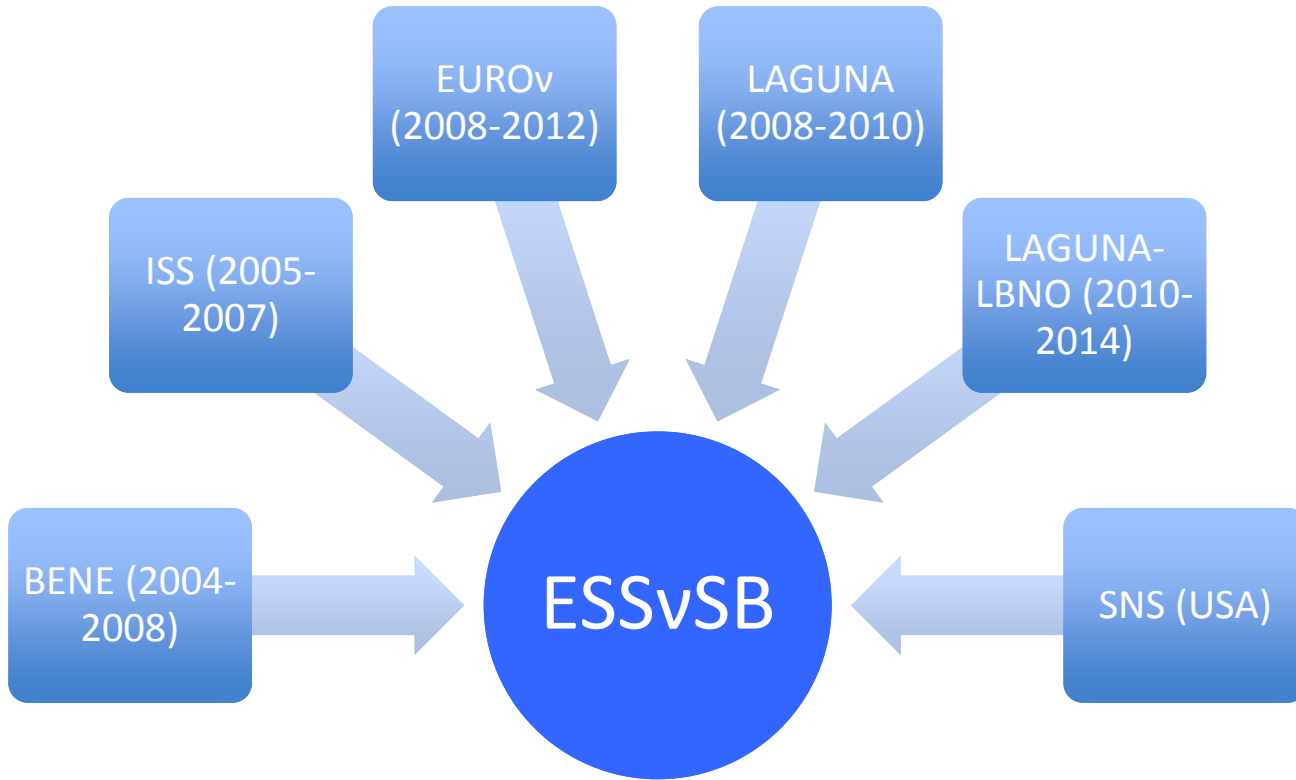 EUROν
(2008-2012)
LAGUNA
(2008-2010)
ISS (2005-
2007)
LAGUNA-
LBNO (2010-
2014)
BENE (2004-
2008)
ESSνSB
SNS (USA)